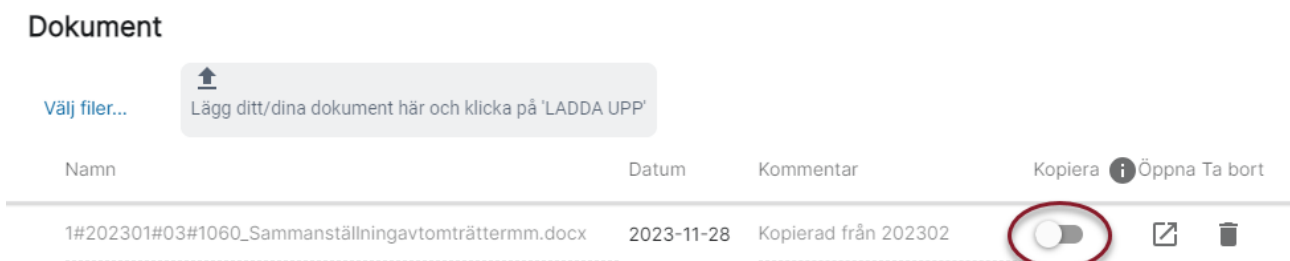 Dokument
Välj filer...
Lägg ditt/dina dokument här och klicka på 'LADDA UPP'
Namn Datum Kommentar Kopiera i Öppna Ta bort
1#202301#03#1060_Sammanställningavtomträttermm.docx 2023-11-28 Kopierad från 202302